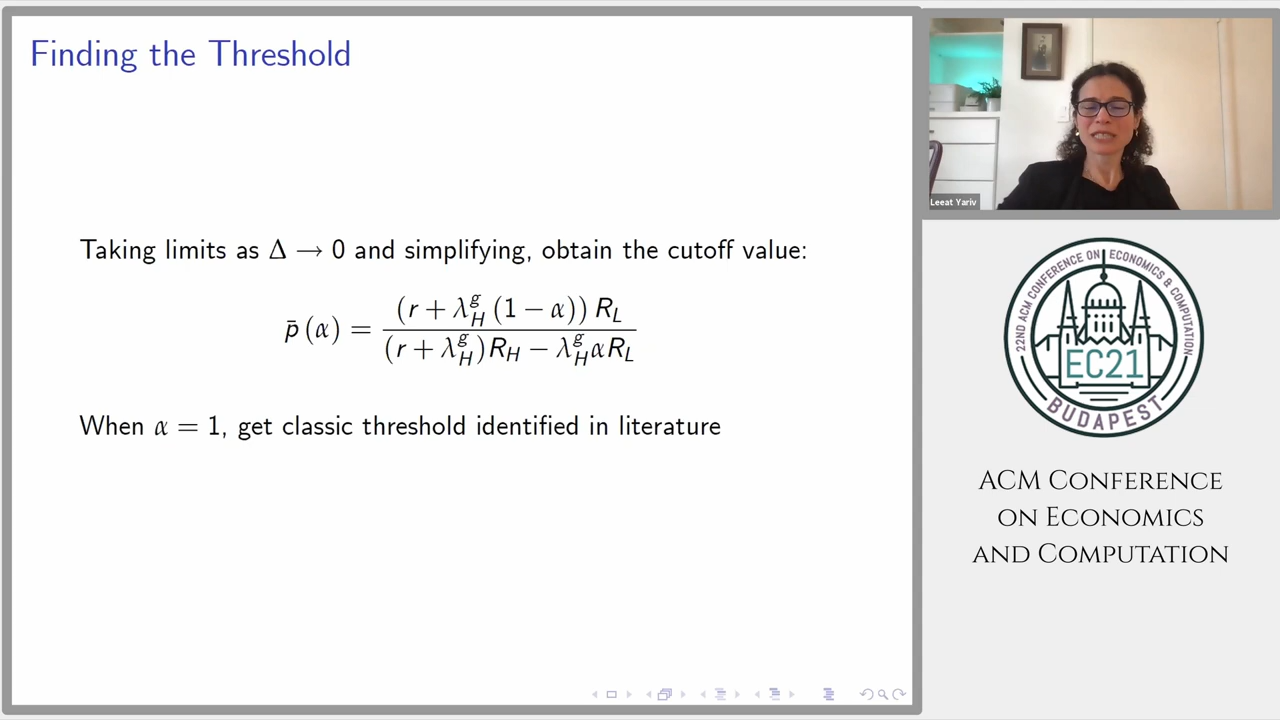 Finding the Threshold
Taking limits as Δ → 0 and simplifying, obtain the cutoff value:
p̄ (α) = (r + λ_H^g (1 − α)) R_L / (r + λ_H^g)R_H − λ_H^g αR_L
When α = 1, get classic threshold identified in literature
Leeat Yariv
22ND ACM CONFERENCE ON ECONOMICS & COMPUTATION
EC21
BUDAPEST
ACM Conference
on Economics
and Computation